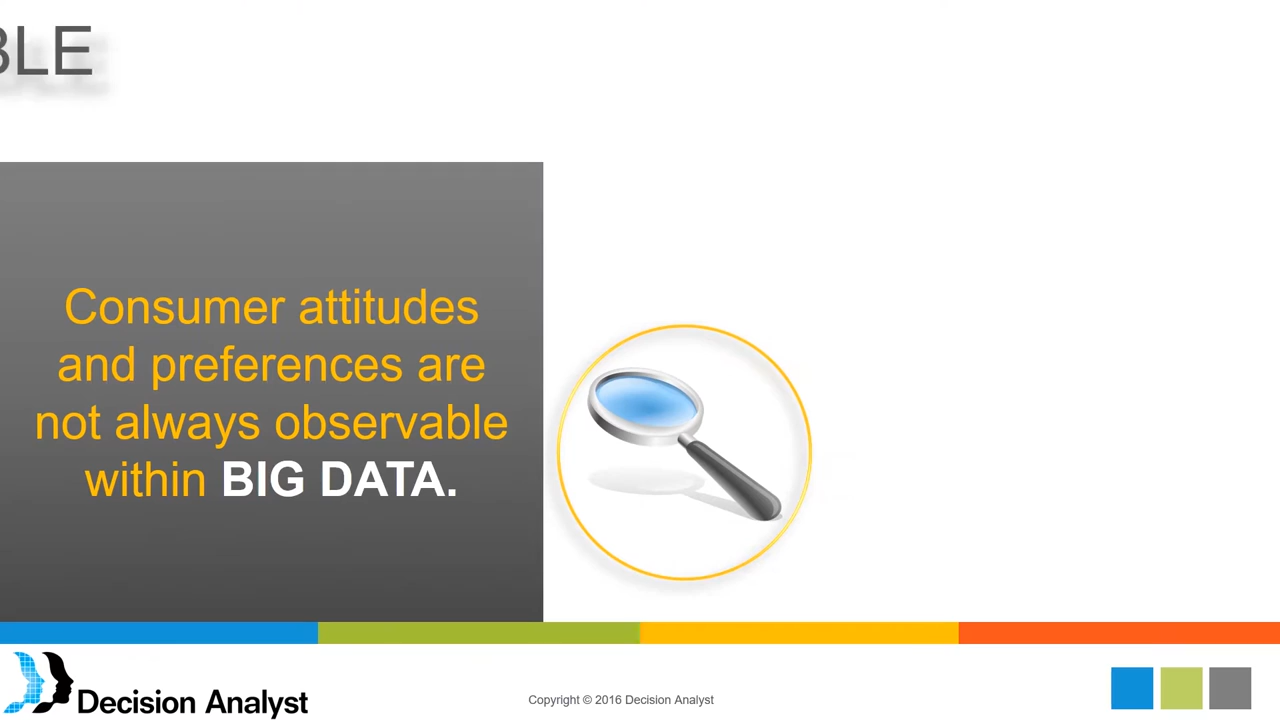 BLE
Consumer attitudes
and preferences are
not always observable
within BIG DATA.
Decision Analyst
Copyright © 2016 Decision Analyst